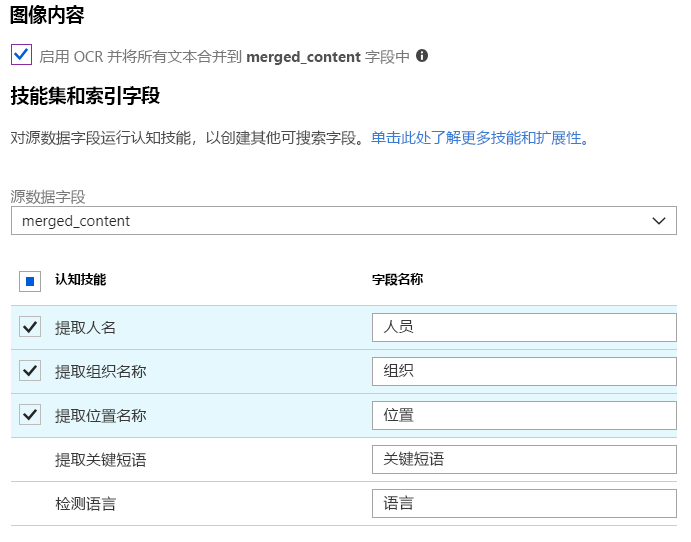 图像内容
启用 OCR 并将所有文本合并到 merged_content 字段中
技能集和索引字段
对源数据字段运行认知技能，以创建其他可搜索字段。单击此处了解更多技能和扩展性。
源数据字段
merged_content
认知技能 字段名称
提取人名 人员
提取组织名称 组织
提取位置名称 位置
提取关键短语 关键短语
检测语言 语言